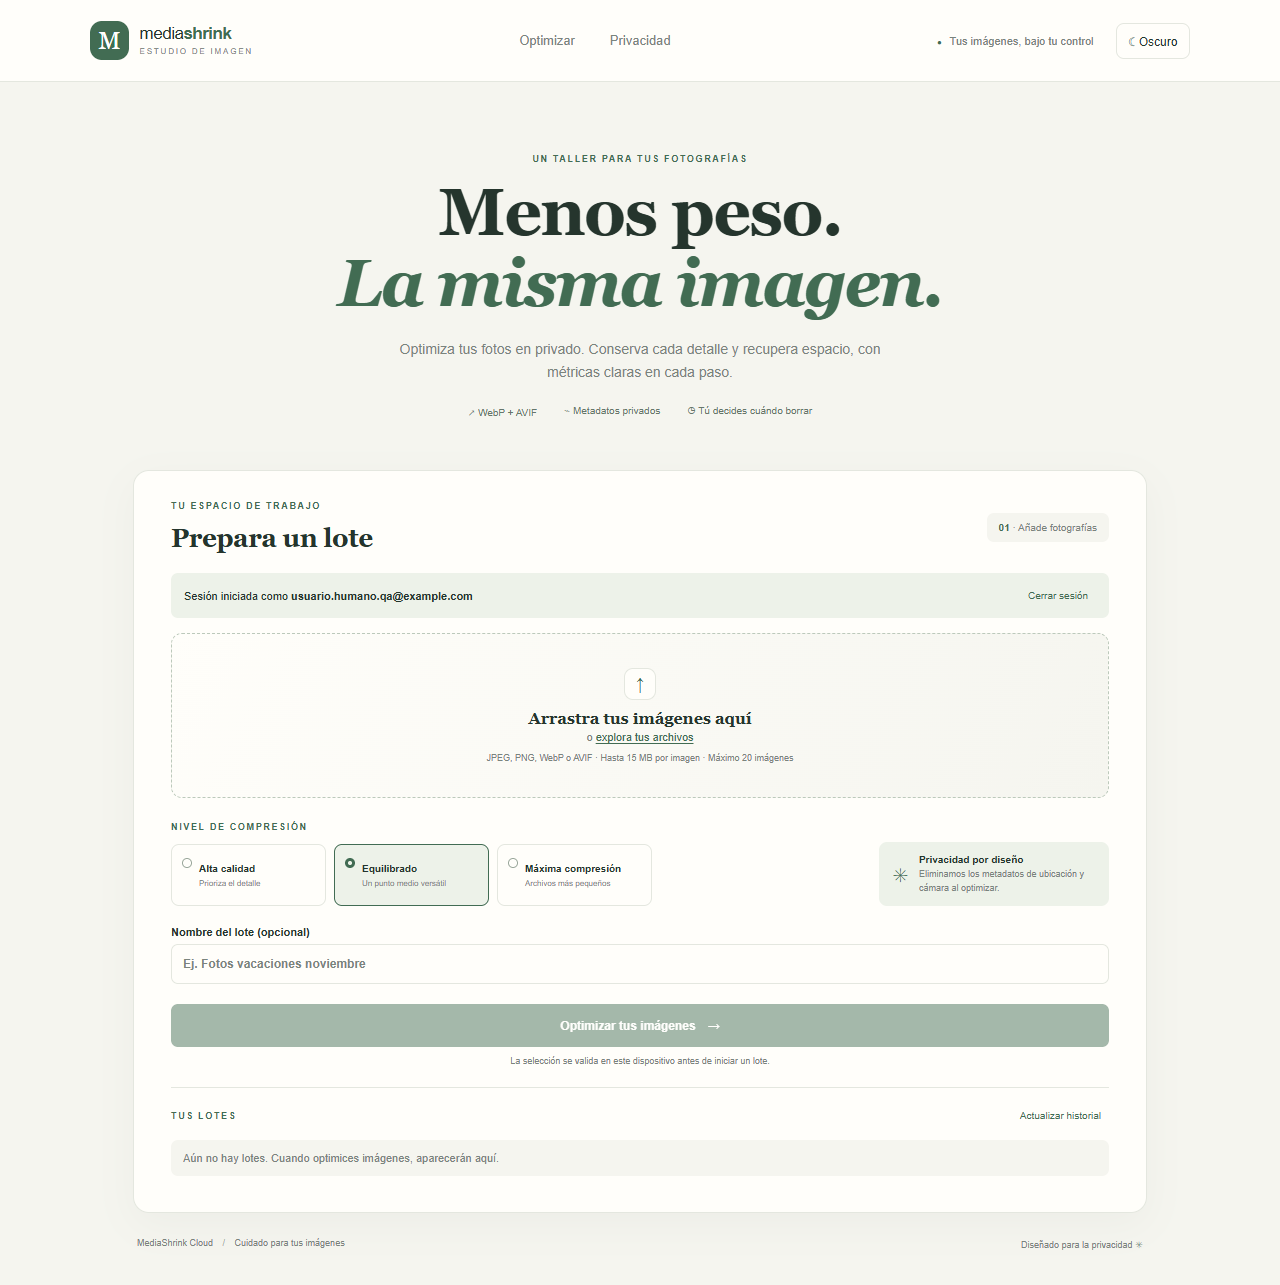 M
mediashrink
ESTUDIO DE IMAGEN
Optimizar
Privacidad
Tus imágenes, bajo tu control
Oscuro
UN TALLER PARA TUS FOTOGRAFÍAS
Menos peso.
La misma imagen.
Optimiza tus fotos en privado. Conserva cada detalle y recupera espacio, con
métricas claras en cada paso.
WebP + AVIF
Metadatos privados
Tú decides cuándo borrar
TU ESPACIO DE TRABAJO
Prepara un lote
01 · Añade fotografías
Sesión iniciada como usuario.humano.qa@example.com
Cerrar sesión
Arrastra tus imágenes aquí
o explora tus archivos
JPEG, PNG, WebP o AVIF · Hasta 15 MB por imagen · Máximo 20 imágenes
NIVEL DE COMPRESIÓN
Alta calidad
Prioriza el detalle
Equilibrado
Un punto medio versátil
Máxima compresión
Archivos más pequeños
Privacidad por diseño
Eliminamos los metadatos de ubicación y
cámara al optimizar.
Nombre del lote (opcional)
Ej. Fotos vacaciones noviembre
Optimizar tus imágenes →
La selección se valida en este dispositivo antes de iniciar un lote.
TUS LOTES
Actualizar historial
Aún no hay lotes. Cuando optimices imágenes, aparecerán aquí.
MediaShrink Cloud / Cuidado para tus imágenes
Diseñado para la privacidad ✳